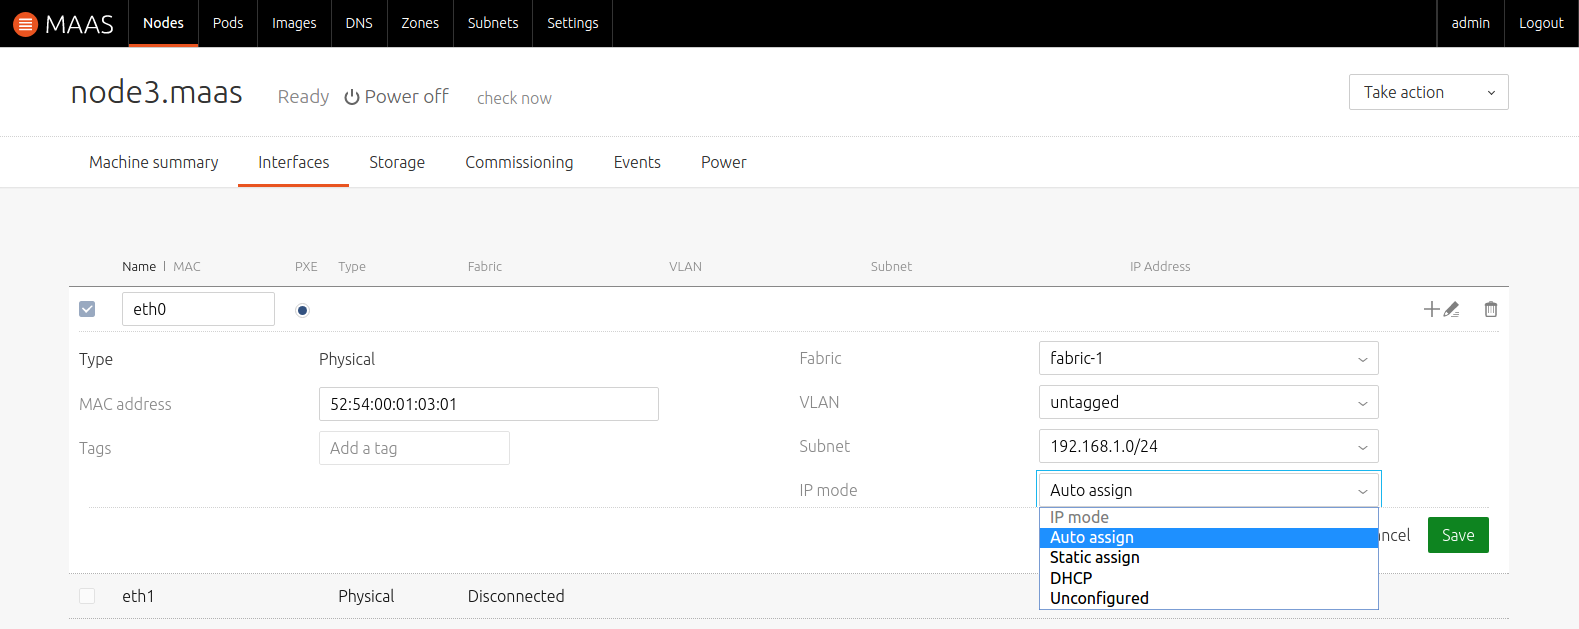 MAAS Nodes Pods Images DNS Zones Subnets Settings admin Logout
node3.maas Ready Power off check now Take action
Machine summary Interfaces Storage Commissioning Events Power
Name | MAC PXE Type Fabric VLAN Subnet IP Address
eth0
Type Physical Fabric fabric-1
MAC address 52:54:00:01:03:01 VLAN untagged
Tags Add a tag Subnet 192.168.1.0/24
IP mode Auto assign
IP mode
Auto assign
Static assign
DHCP
Unconfigured
ncel Save
eth1 Physical Disconnected